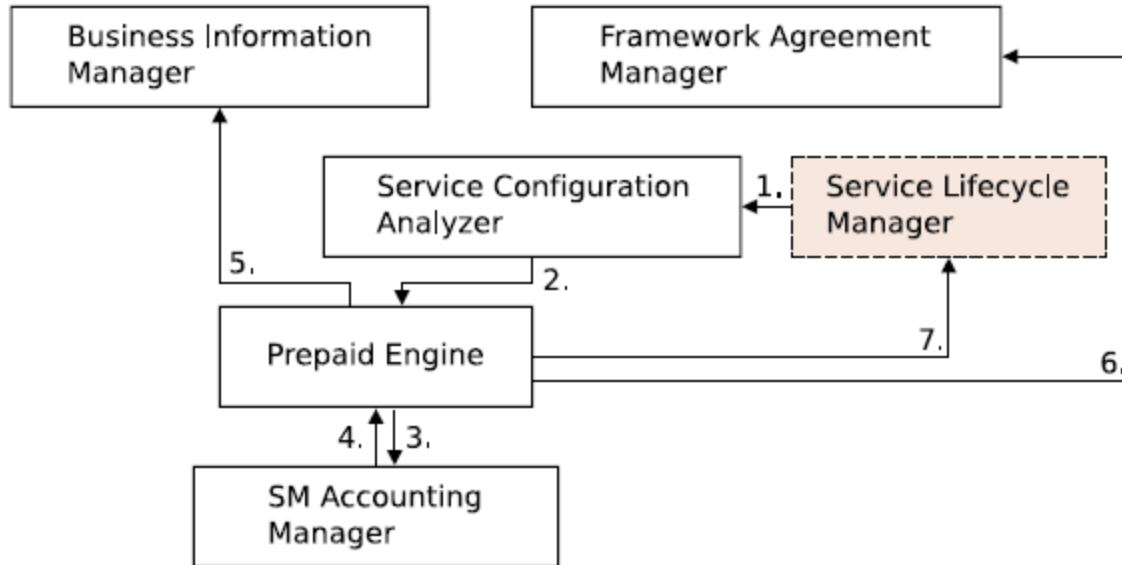 Business Information
Manager
Framework Agreement
Manager
Service Configuration
Analyzer
1.
Service Lifecycle
Manager
5.
2.
Prepaid Engine
7.
6.
4.
3.
SM Accounting
Manager